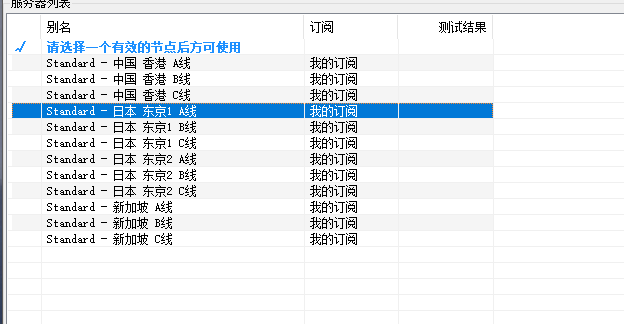 服务器列表
别名 订阅 测试结果
✓ 请选择一个有效的节点后方可使用
Standard - 中国 香港 A线 我的订阅
Standard - 中国 香港 B线 我的订阅
Standard - 中国 香港 C线 我的订阅
Standard - 日本 东京1 A线 我的订阅
Standard - 日本 东京1 B线 我的订阅
Standard - 日本 东京1 C线 我的订阅
Standard - 日本 东京2 A线 我的订阅
Standard - 日本 东京2 B线 我的订阅
Standard - 日本 东京2 C线 我的订阅
Standard - 新加坡 A线 我的订阅
Standard - 新加坡 B线 我的订阅
Standard - 新加坡 C线 我的订阅